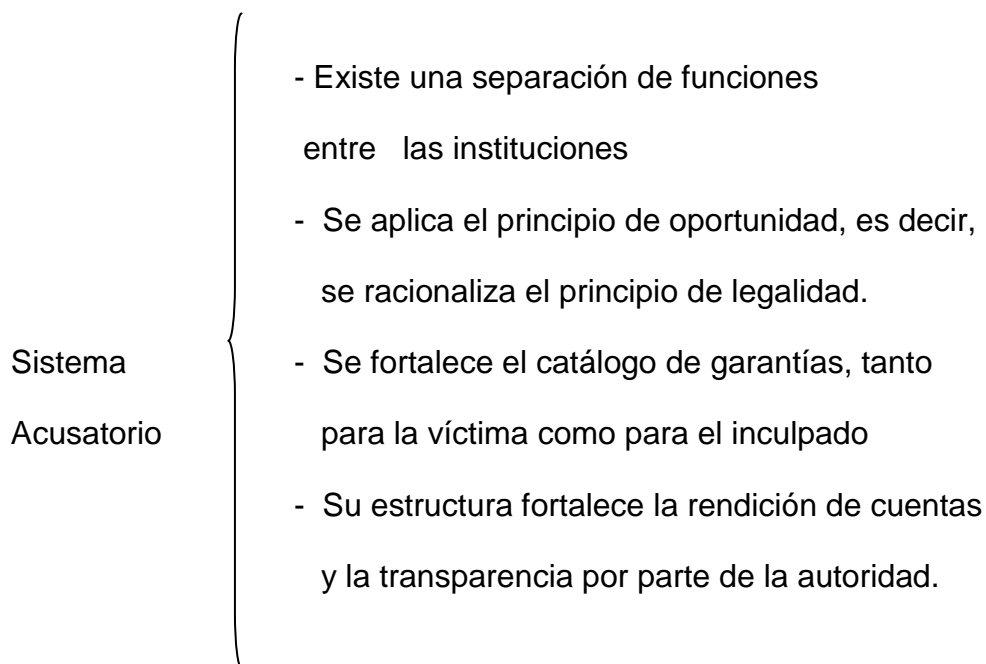 Sistema
Acusatorio
- Existe una separación de funciones
entre las instituciones
- Se aplica el principio de oportunidad, es decir,
se racionaliza el principio de legalidad.
- Se fortalece el catálogo de garantías, tanto
para la víctima como para el inculpado
- Su estructura fortalece la rendición de cuentas
y la transparencia por parte de la autoridad.